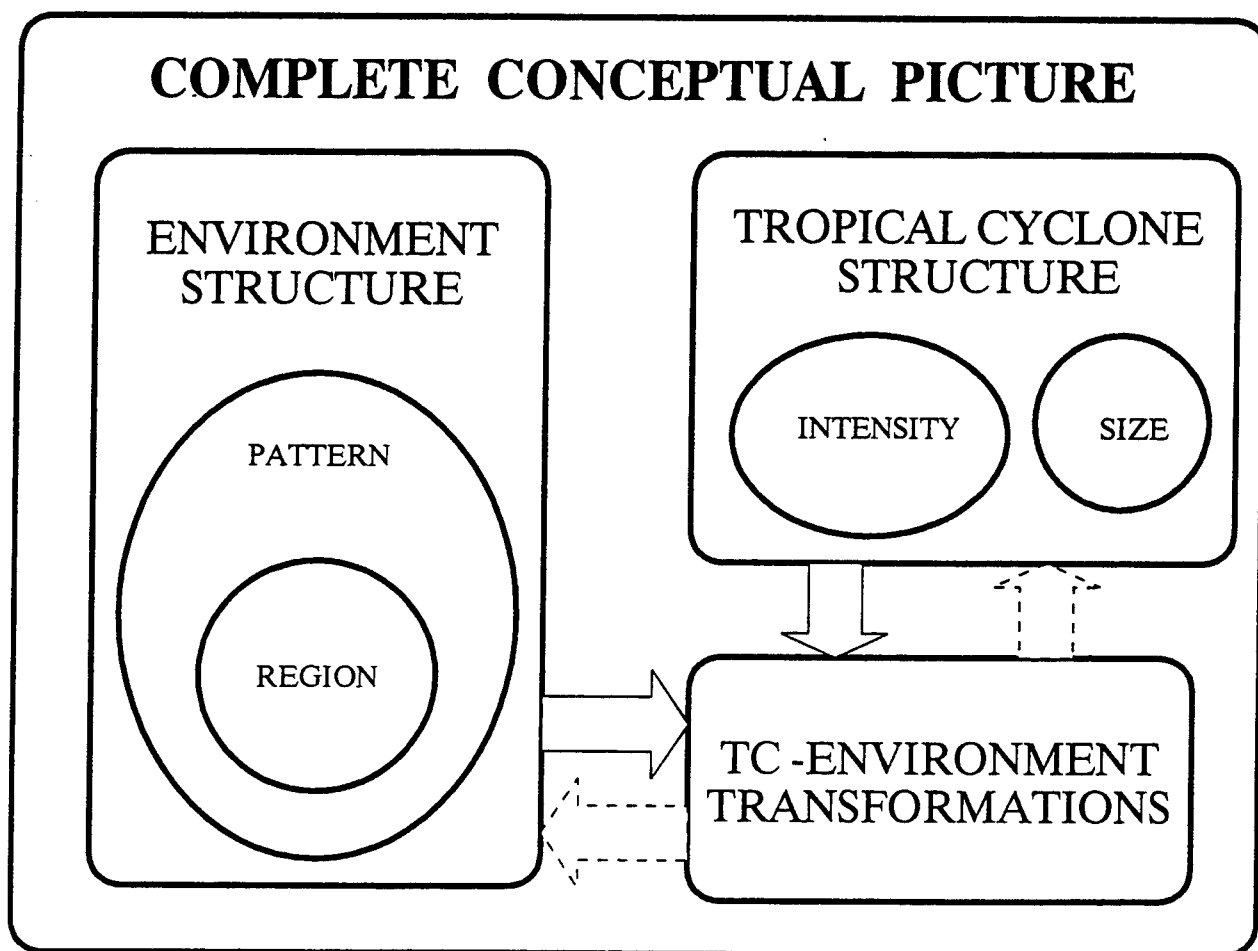 COMPLETE CONCEPTUAL PICTURE
ENVIRONMENT
STRUCTURE
PATTERN
REGION
TROPICAL CYCLONE
STRUCTURE
INTENSITY
SIZE
TC -ENVIRONMENT
TRANSFORMATIONS